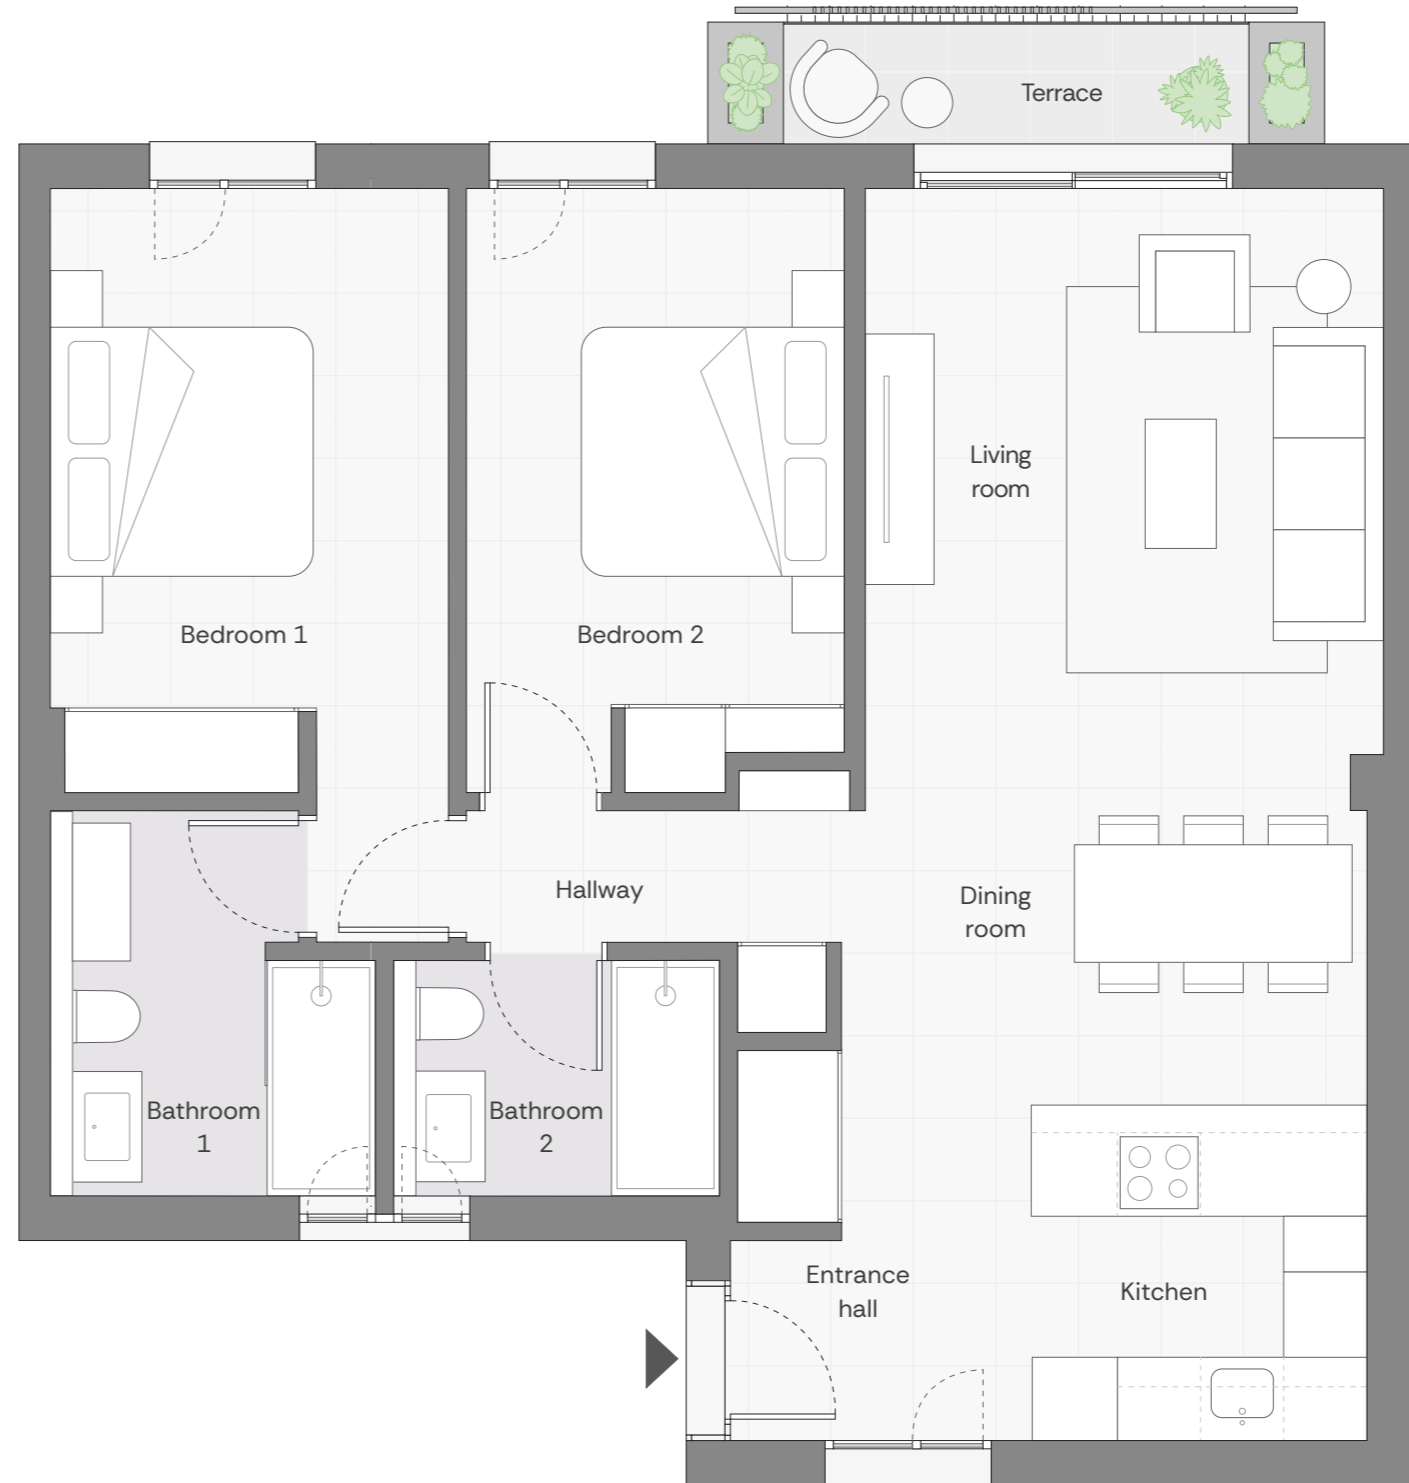 Terrace
Living
room
Bedroom 1
Bedroom 2
Hallway
Dining
room
Bathroom
1
Bathroom
2
Entrance
hall
Kitchen